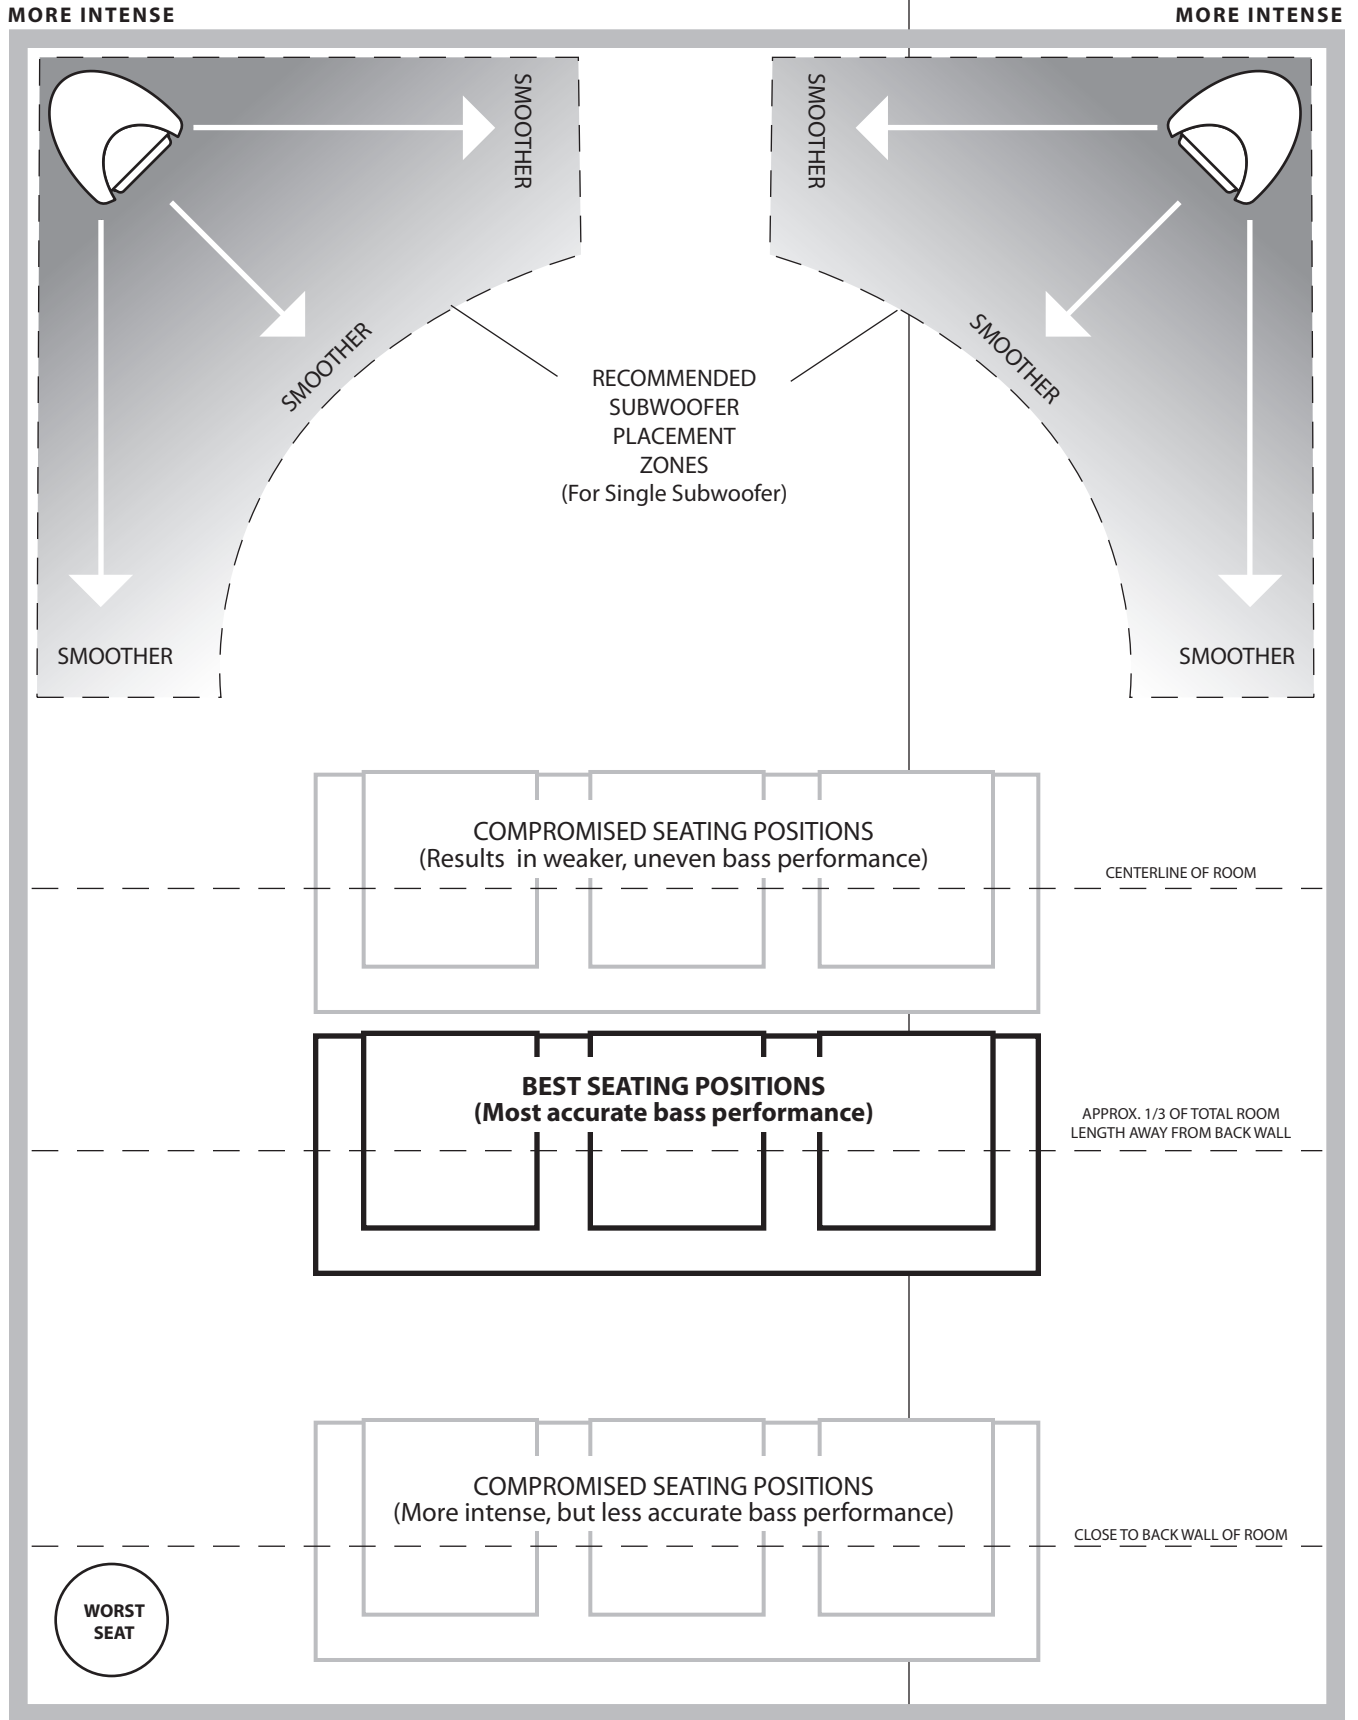 MORE INTENSE
MORE INTENSE
SMOOTHER
SMOOTHER
SMOOTHER
SMOOTHER
RECOMMENDED
SUBWOOFER
PLACEMENT
ZONES
(For Single Subwoofer)
SMOOTHER
SMOOTHER
COMPROMISED SEATING POSITIONS
(Results in weaker, uneven bass performance)
CENTERLINE OF ROOM
BEST SEATING POSITIONS
(Most accurate bass performance)
APPROX. 1/3 OF TOTAL ROOM
LENGTH AWAY FROM BACK WALL
COMPROMISED SEATING POSITIONS
(More intense, but less accurate bass performance)
CLOSE TO BACK WALL OF ROOM
WORST
SEAT